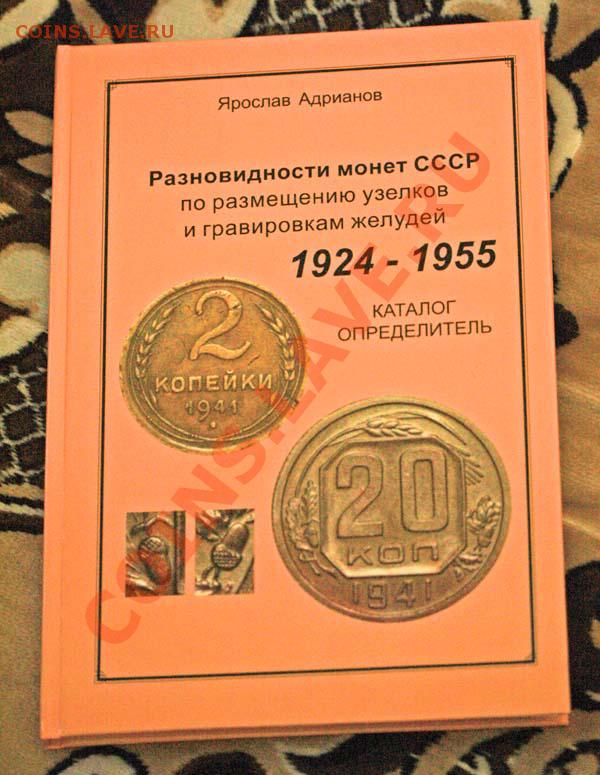 COINS.LAVE.RU
Ярослав Адрианов
Разновидности монет СССР
по размещению узелков
и гравировкам желудей
1924 - 1955
КАТАЛОГ
ОПРЕДЕЛИТЕЛЬ
2
КОПЕЙКИ
1941
20
КОП
1941
COINS.LAVE.RU